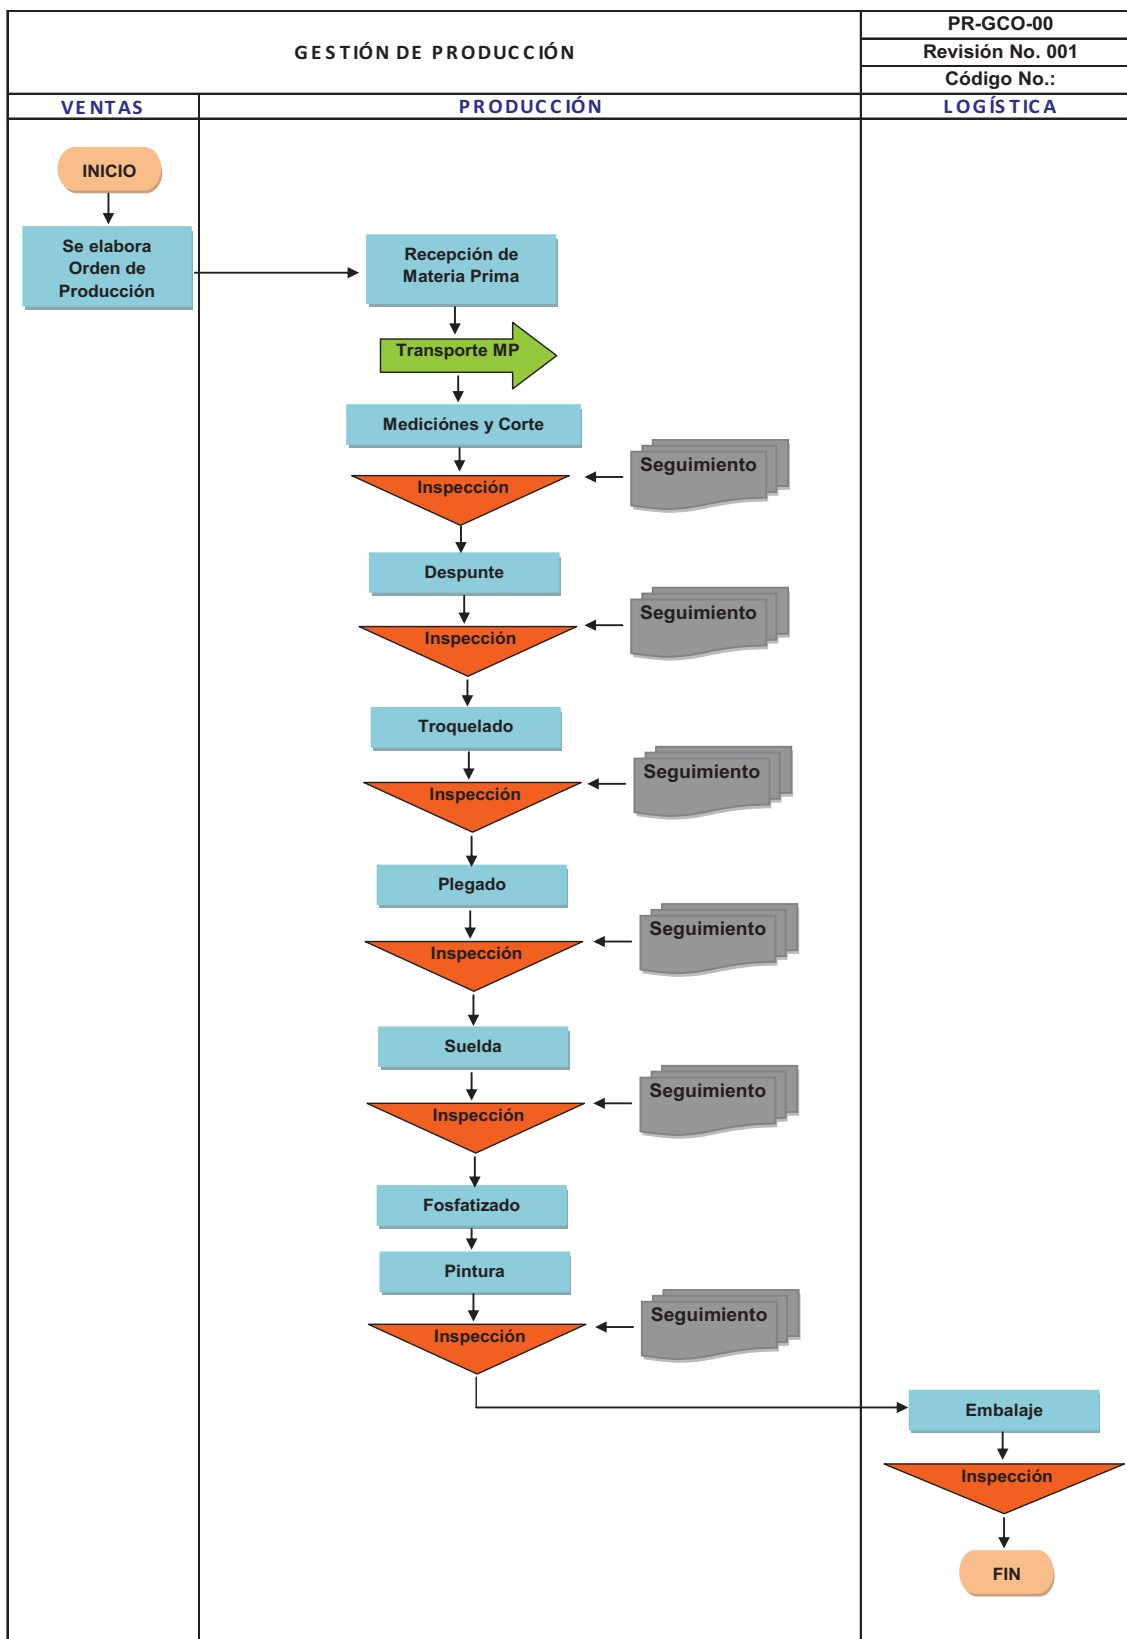 GESTIÓN DE PRODUCCIÓN
PR-GCO-00
Revisión No. 001
Código No.:
VENTAS
PRODUCCIÓN
LOGÍSTICA
INICIO
Se elabora
Orden de
Producción
Recepción de
Materia Prima
Transporte MP
Mediciónes y Corte
Seguimiento
Inspección
Despunte
Seguimiento
Inspección
Troquelado
Seguimiento
Inspección
Plegado
Seguimiento
Inspección
Suelda
Seguimiento
Inspección
Fosfatizado
Pintura
Seguimiento
Inspección
Embalaje
Inspección
FIN